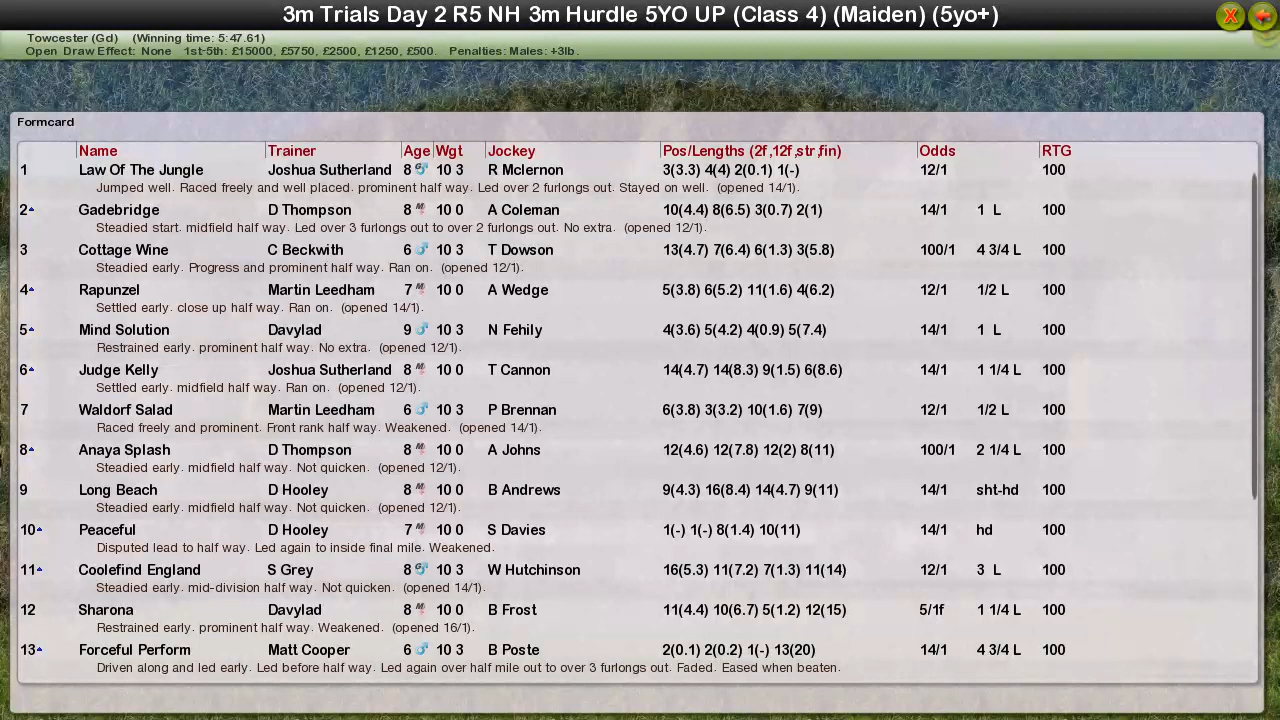 3m Trials Day 2 R5 NH 3m Hurdle 5YO UP (Class 4) (Maiden) (5yo+)
Towcester (Gd) (Winning time: 5:47.61)
Open Draw Effect: None 1st-5th: £15000, £5750, £2500, £1250, £500. Penalties: Males: +3lb.
Formcard
Name Trainer Age Wgt Jockey Pos/Lengths (2f,12f,str,fin) Odds RTG
1 Law Of The Jungle Joshua Sutherland 8 10 3 R Mclernon 3(3.3) 4(4) 2(0.1) 1(-) 12/1 100
Jumped well. Raced freely and well placed. prominent half way. Led over 2 furlongs out. Stayed on well. (opened 14/1).
2 Gadebridge D Thompson 8 10 0 A Coleman 10(4.4) 8(6.5) 3(0.7) 2(1) 14/1 1 L 100
Steadied start. midfield half way. Led over 3 furlongs out to over 2 furlongs out. No extra. (opened 12/1).
3 Cottage Wine C Beckwith 6 10 3 T Dowson 13(4.7) 7(6.4) 6(1.3) 3(5.8) 100/1 4 3/4 L 100
Steadied early. Progress and prominent half way. Ran on. (opened 12/1).
4 Rapunzel Martin Leedham 7 10 0 A Wedge 5(3.8) 6(5.2) 11(1.6) 4(6.2) 12/1 1/2 L 100
Settled early. close up half way. Ran on. (opened 14/1).
5 Mind Solution Davylad 9 10 3 N Fehily 4(3.6) 5(4.2) 4(0.9) 5(7.4) 14/1 1 L 100
Restrained early. prominent half way. No extra. (opened 12/1).
6 Judge Kelly Joshua Sutherland 8 10 0 T Cannon 14(4.7) 14(8.3) 9(1.5) 6(8.6) 14/1 1 1/4 L 100
Settled early. midfield half way. Ran on. (opened 12/1).
7 Waldorf Salad Martin Leedham 6 10 3 P Brennan 6(3.8) 3(3.2) 10(1.6) 7(9) 12/1 1/2 L 100
Raced freely and prominent. Front rank half way. Weakened. (opened 14/1).
8 Anaya Splash D Thompson 8 10 0 A Johns 12(4.6) 12(7.8) 12(2) 8(11) 100/1 2 1/4 L 100
Steadied early. midfield half way. Not quicken. (opened 12/1).
9 Long Beach D Hooley 8 10 0 B Andrews 9(4.3) 16(8.4) 14(4.7) 9(11) 14/1 sht-hd 100
Steadied early. midfield half way. Not quicken. (opened 12/1).
10 Peaceful D Hooley 7 10 0 S Davies 1(-) 1(-) 8(1.4) 10(11) 14/1 hd 100
Disputed lead to half way. Led again to inside final mile. Weakened.
11 Coolefind England S Grey 8 10 3 W Hutchinson 16(5.3) 11(7.2) 7(1.3) 11(14) 12/1 3 L 100
Steadied early. mid-division half way. Not quicken. (opened 14/1).
12 Sharona Davylad 8 10 0 B Frost 11(4.4) 10(6.7) 5(1.2) 12(15) 5/1f 1 1/4 L 100
Restrained early. prominent half way. Weakened. (opened 16/1).
13 Forceful Perform Matt Cooper 6 10 3 B Poste 2(0.1) 2(0.2) 1(-) 13(20) 14/1 4 3/4 L 100
Driven along and led early. Led before half way. Led again over half mile out to over 3 furlongs out. Faded. Eased when beaten.